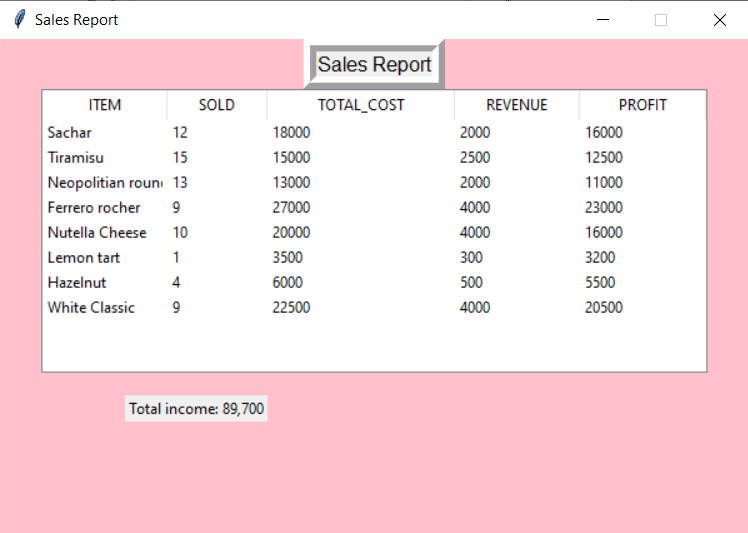 Sales Report
Sales Report
ITEM SOLD TOTAL_COST REVENUE PROFIT
Sachar 12 18000 2000 16000
Tiramisu 15 15000 2500 12500
Neopolitian roun 13 13000 2000 11000
Ferrero rocher 9 27000 4000 23000
Nutella Cheese 10 20000 4000 16000
Lemon tart 1 3500 300 3200
Hazelnut 4 6000 500 5500
White Classic 9 22500 4000 20500
Total income: 89,700